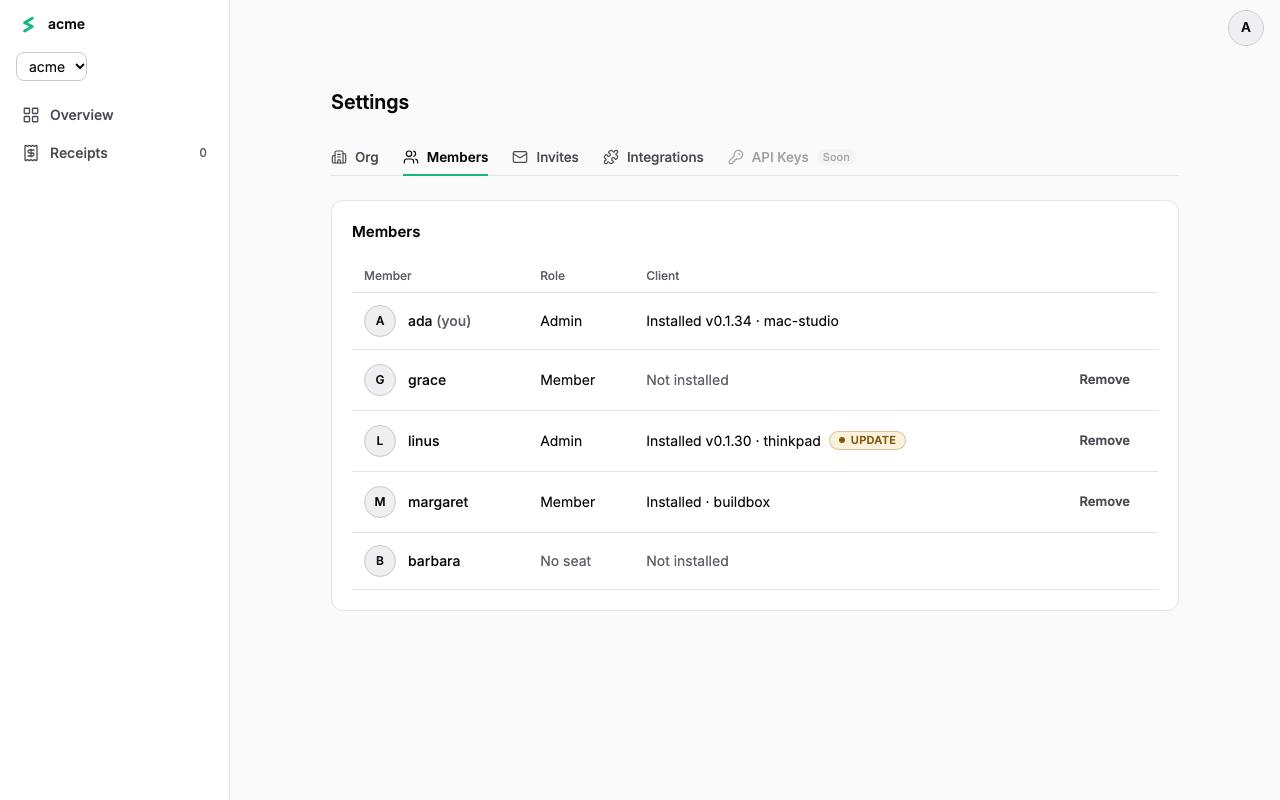 acme
A
acme
Overview
Receipts 0
Settings
Org Members Invites Integrations API Keys Soon
Members
Member Role Client
A ada (you) Admin Installed v0.1.34 · mac-studio
G grace Member Not installed Remove
L linus Admin Installed v0.1.30 · thinkpad UPDATE Remove
M margaret Member Installed · buildbox Remove
B barbara No seat Not installed